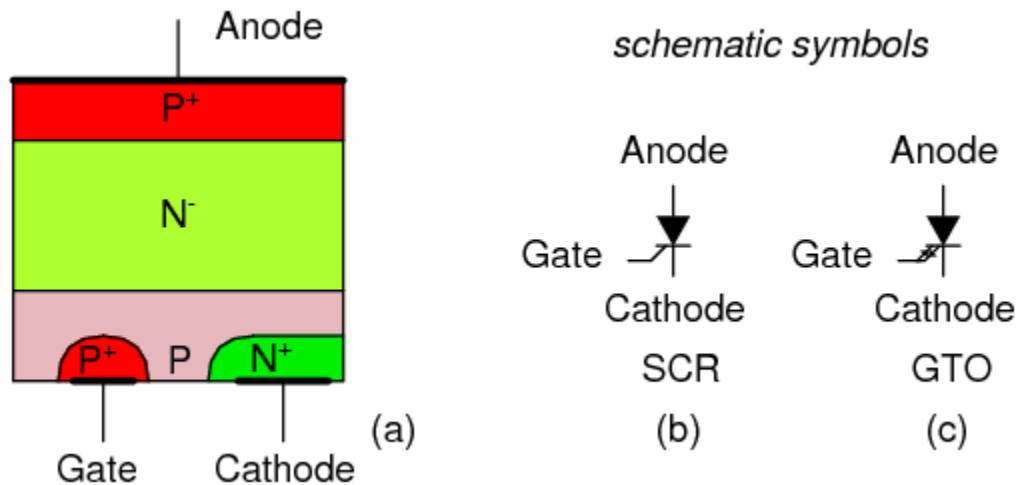 Anode
schematic symbols
P+
N-
P+
P
N+
Gate
Cathode
(a)
Anode
Gate
Cathode
SCR
(b)
Anode
Gate
Cathode
GTO
(c)